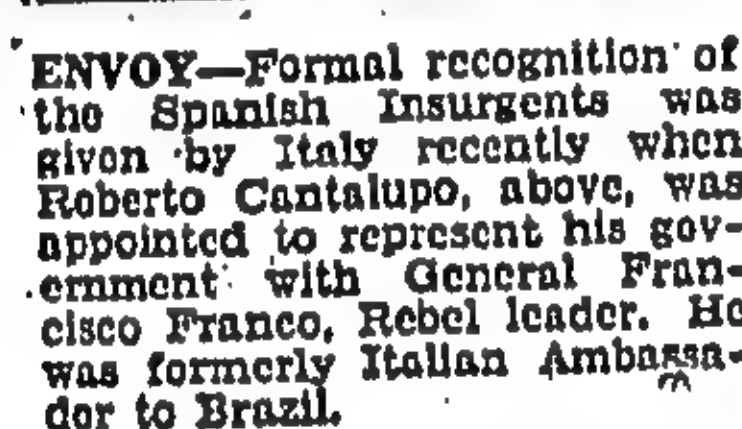 ENVOY—Formal recognition of
the Spanish Insurgents was
given by Italy recently when
Roberto Cantalupo, above, was
appointed to represent his gov-
ernment with General Fran-
cisco Franco, Rebel leader. He
was formerly Italian Ambassa-
dor to Brazil.